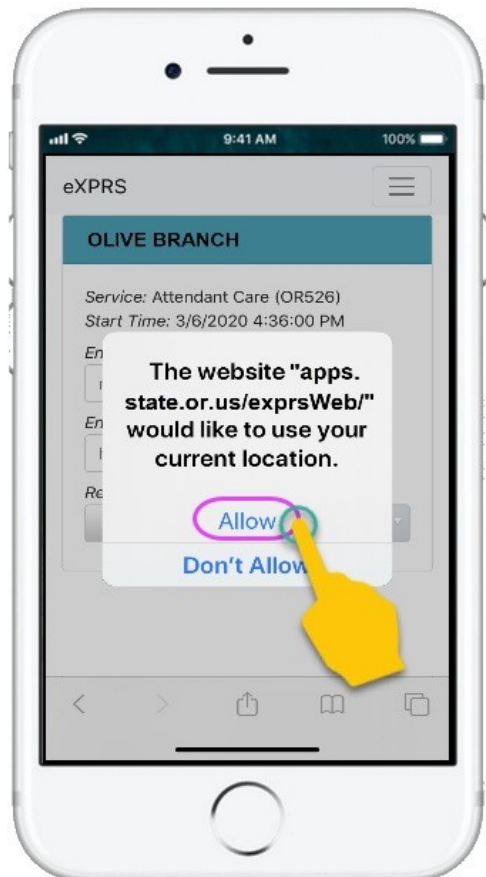 9:41 AM 100%
eXPRS
OLIVE BRANCH
Service: Attendant Care (OR526)
Start Time: 3/6/2020 4:36:00 PM
The website "apps.
state.or.us/exprsWeb/"
would like to use your
current location.
Allow
Don't Allow